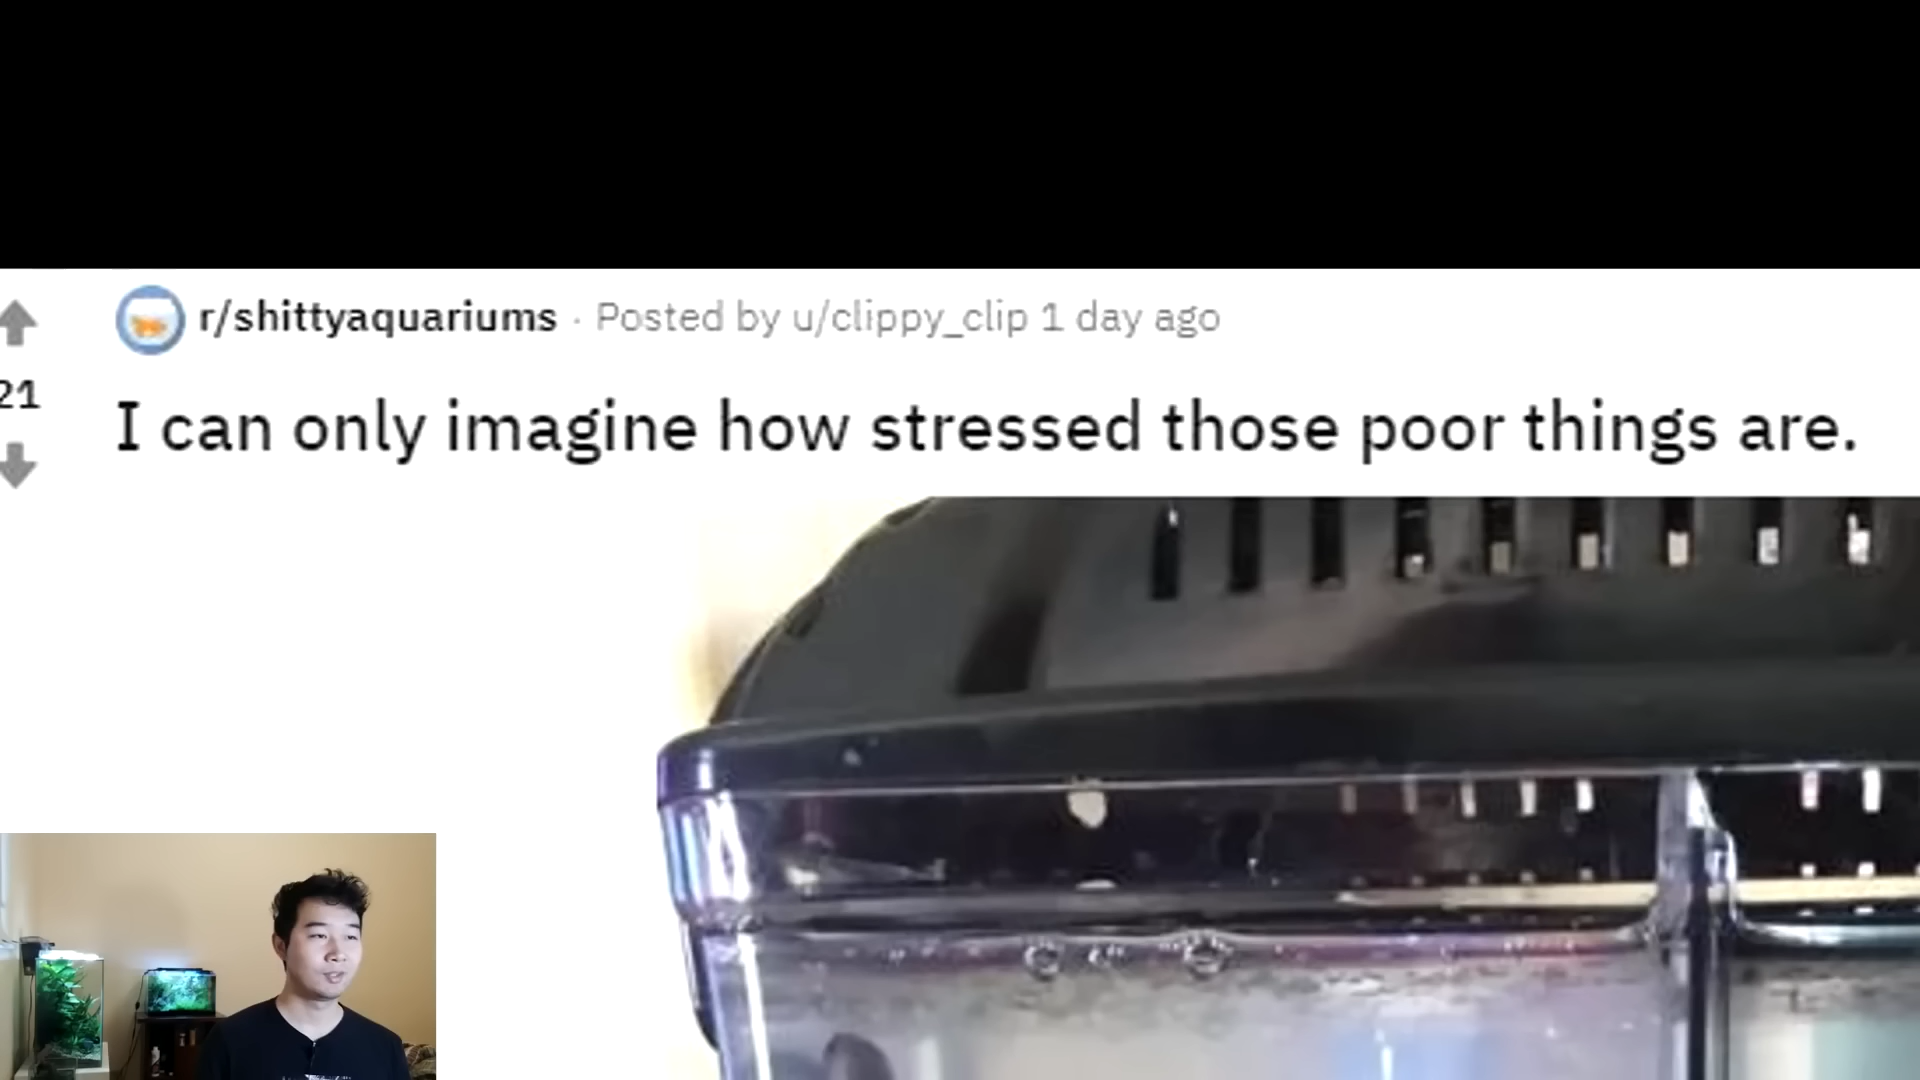 r/shittyaquariums · Posted by u/clippy_clip 1 day ago
21
I can only imagine how stressed those poor things are.